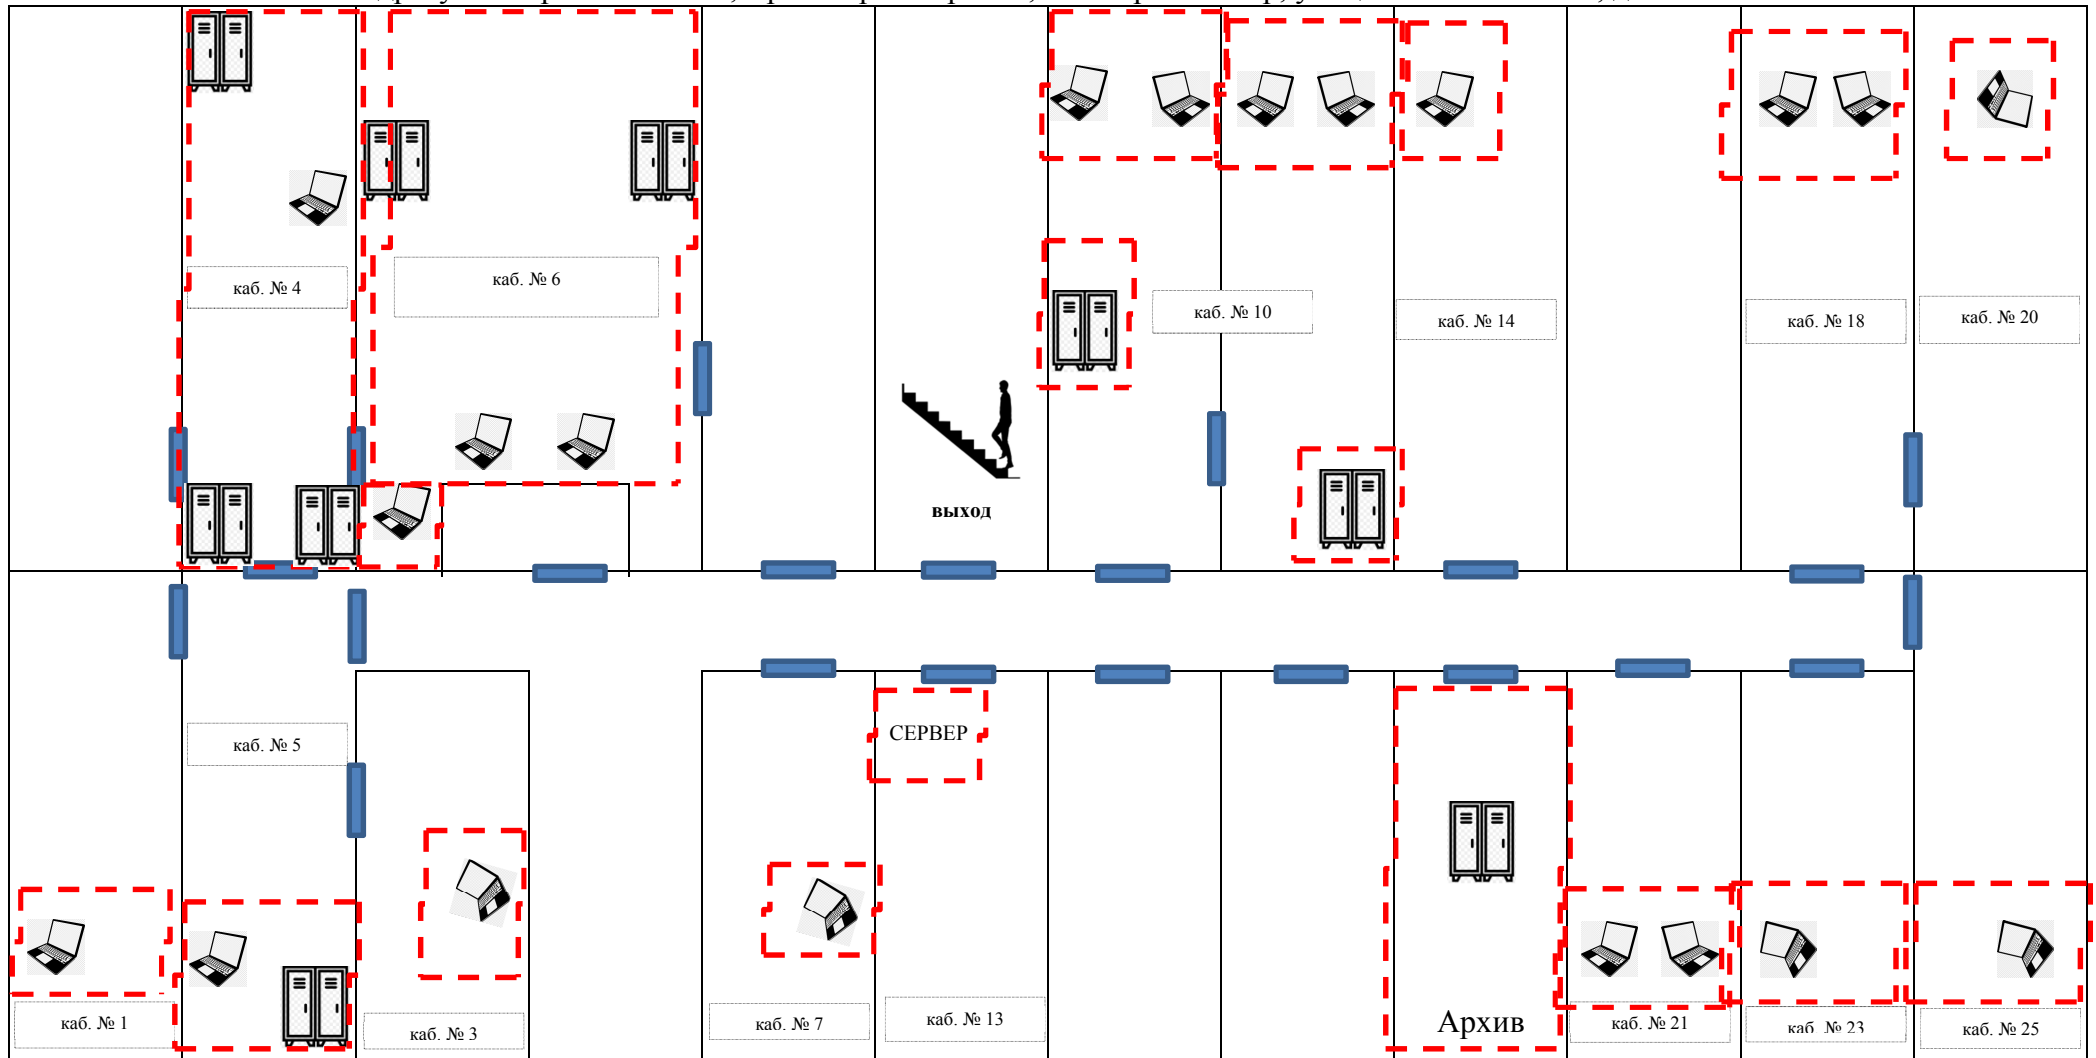 каб. № 4
каб. № 6
каб. № 10
каб. № 14
каб. № 18
каб. № 20
выход
каб. № 5
СЕРВЕР
каб. № 1
каб. № 3
каб. № 7
каб. № 13
Архив
каб. № 21
каб. № 23
каб. № 25